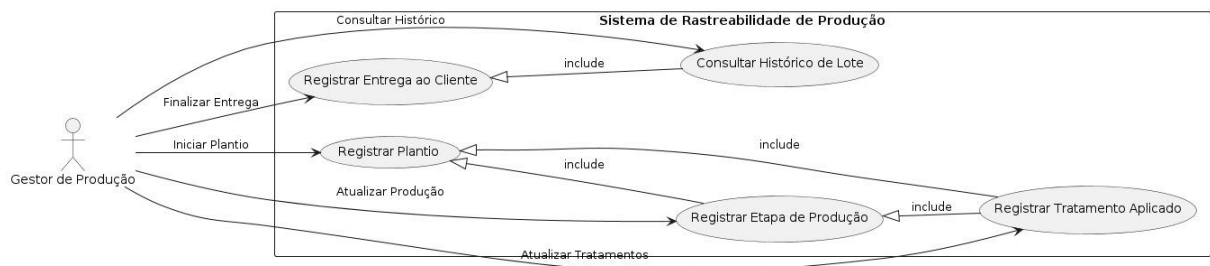 Sistema de Rastreabilidade de Produção
Consultar Histórico
Consultar Histórico de Lote
include
Registrar Entrega ao Cliente
Finalizar Entrega
Iniciar Plantio
Registrar Plantio
include
include
Gestor de Produção
Atualizar Produção
Registrar Etapa de Produção
include
Registrar Tratamento Aplicado
Atualizar Tratamentos